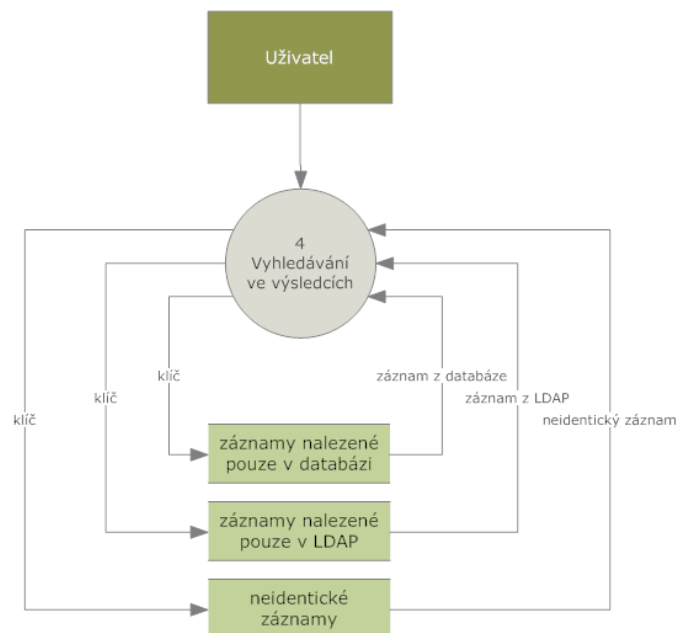 Uživatel
4
Vyhledávání
ve výsledcích
klíč
záznam z databáze
klíč
záznam z LDAP
klíč
neidentický záznam
záznamy nalezené
pouze v databázi
záznamy nalezené
pouze v LDAP
neidentické
záznamy